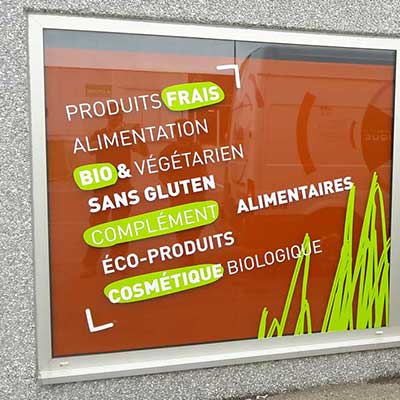 PRODUITS FRAIS
ALIMENTATION
BIO & VÉGÉTARIEN
SANS GLUTEN
COMPLÉMENT ALIMENTAIRES
ÉCO-PRODUITS
COSMÉTIQUE BIOLOGIQUE